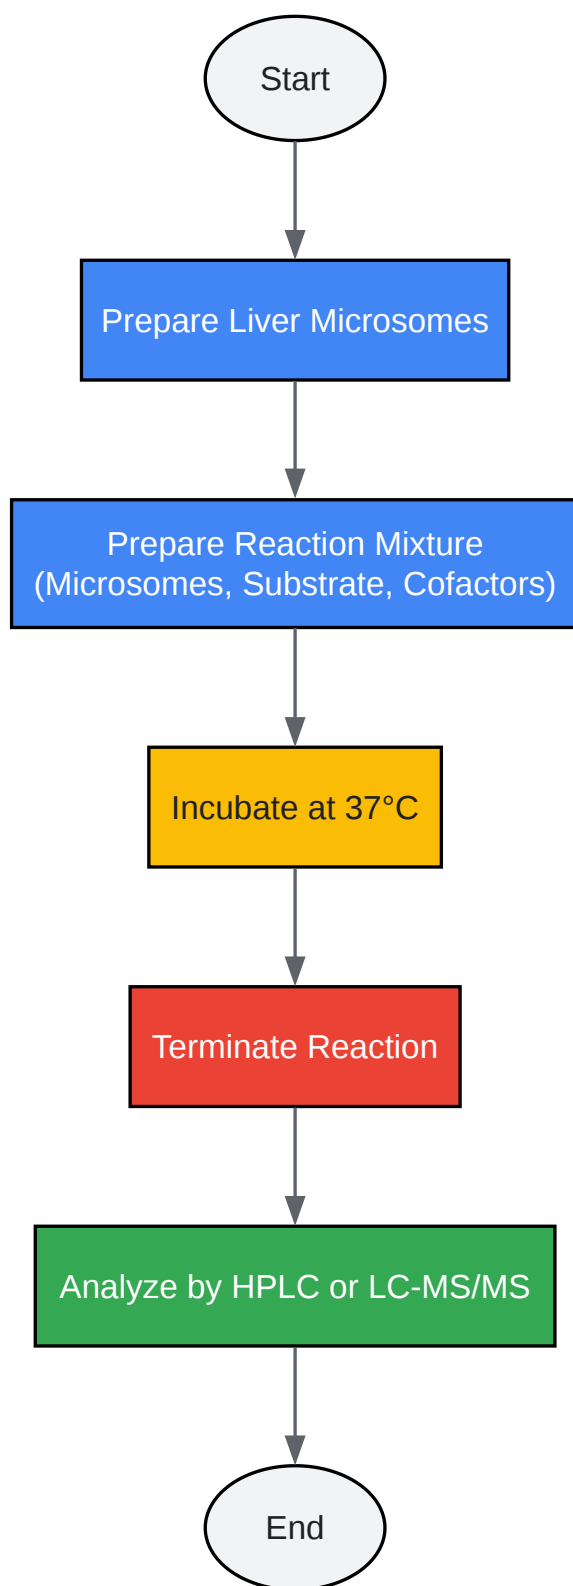 Start
Prepare Liver Microsomes
Prepare Reaction Mixture
(Microsomes, Substrate, Cofactors)
Incubate at 37°C
Terminate Reaction
Analyze by HPLC or LC-MS/MS
End